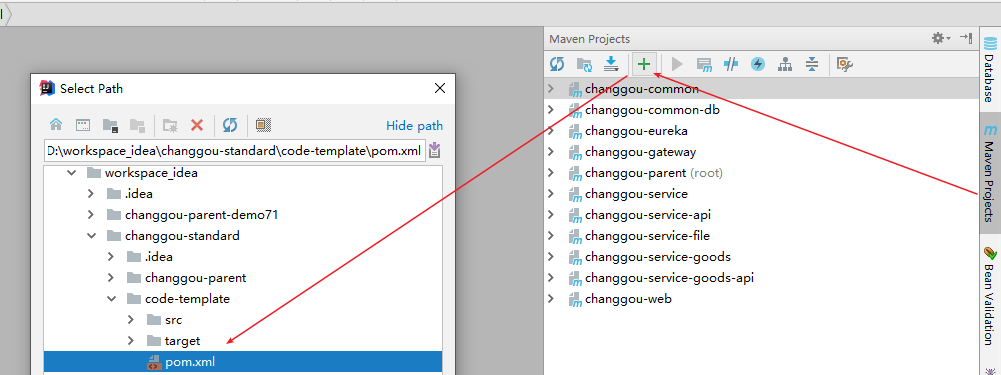 Maven Projects
Select Path
Hide path
D:\workspace_idea\changgou-standard\code-template\pom.xml
workspace_idea
.idea
changgou-parent-demo71
changgou-standard
.idea
changgou-parent
code-template
src
target
pom.xml
changgou-common
changgou-common-db
changgou-eureka
changgou-gateway
changgou-parent (root)
changgou-service
changgou-service-api
changgou-service-file
changgou-service-goods
changgou-service-goods-api
changgou-web
Database
Maven Projects
Bean Validation